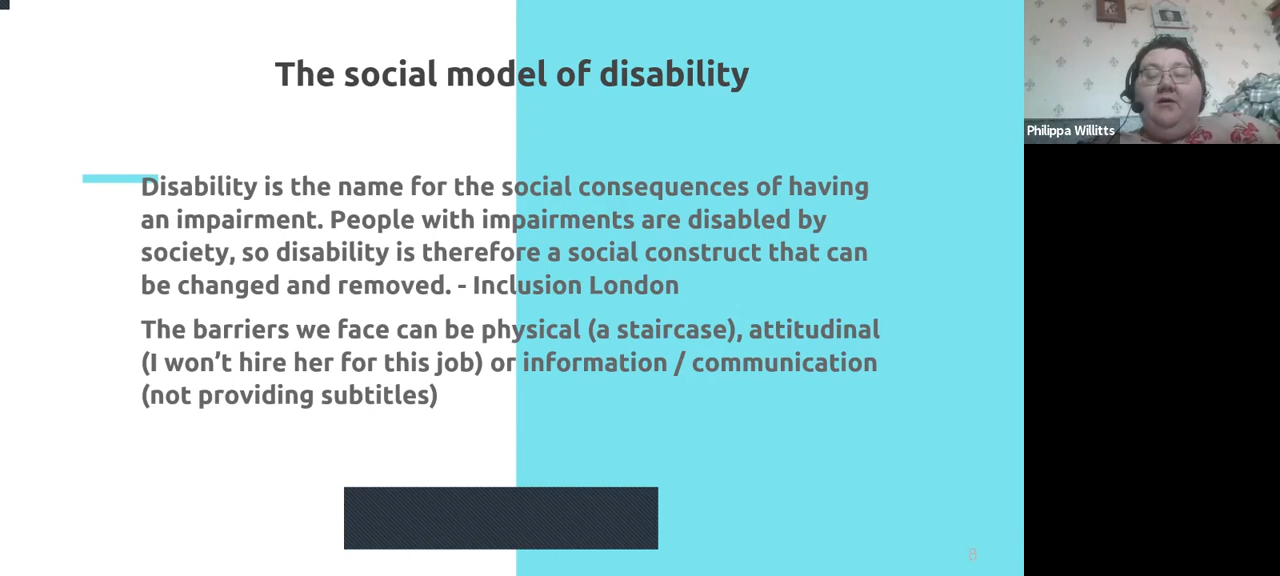 The social model of disability
Disability is the name for the social consequences of having
an impairment. People with impairments are disabled by
society, so disability is therefore a social construct that can
be changed and removed. - Inclusion London
The barriers we face can be physical (a staircase), attitudinal
(I won’t hire her for this job) or information / communication
(not providing subtitles)
8
Philippa Willitts